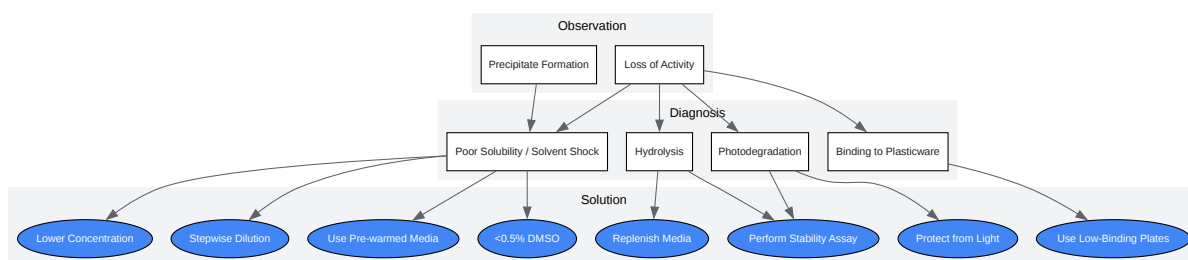 Observation
Precipitate Formation
Loss of Activity
Diagnosis
Poor Solubility / Solvent Shock
Hydrolysis
Photodegradation
Binding to Plasticware
Solution
Lower Concentration
Stepwise Dilution
Use Pre-warmed Media
<0.5% DMSO
Replenish Media
Perform Stability Assay
Protect from Light
Use Low-Binding Plates